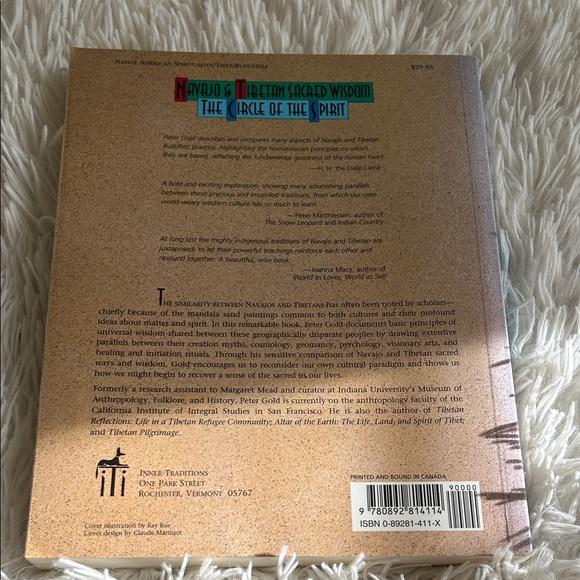 Native American Spirituality/Tibet/Buddhism $29.95
Navajo & Tibetan Sacred Wisdom
The Circle of the Spirit
Peter Gold describes and compares many aspects of Navajo and Tibetan
Buddhist practice, highlighting the humanitarian principles on which
they are based, reflecting the fundamental goodness of the human heart.
—H. H. the Dalai Lama
A bold and exciting exploration, showing many astonishing parallels
between these precious and imperiled traditions, from which our own
world-weary western culture has so much to learn.
—Peter Matthiessen, author of
The Snow Leopard and Indian Country
At long last the mighty indigenous traditions of Navajo and Tibetan are
juxtaposed: to let their powerful teachings reinforce each other and
resound together. A beautiful, wise book.
—Joanna Macy, author of
World as Lover, World as Self
The similarity between Navajos and Tibetans has often been noted by scholars—
chiefly because of the mandala sand paintings common to both cultures and their profound
ideas about matter and spirit. In this remarkable book, Peter Gold documents basic principles of
universal wisdom shared between these geographically disparate peoples by drawing extensive
parallels between their creation myths, cosmology, geomancy, psychology, visionary arts, and
healing and initiation rituals. Through his sensitive comparison of Navajo and Tibetan sacred
ways and wisdom, Gold encourages us to reconsider our own cultural paradigm and shows us
how we might begin to recover a sense of the sacred in our lives.
Formerly a research assistant to Margaret Mead and curator at Indiana University's Museum of
Anthropology, Folklore, and History, Peter Gold is currently on the anthropology faculty of the
California Institute of Integral Studies in San Francisco. He is also the author of Tibetan
Reflections: Life in a Tibetan Refugee Community; Altar of the Earth: The Life, Land, and Spirit of Tibet;
and Tibetan Pilgrimage.
Inner Traditions
One Park Street
Rochester, Vermont 05767
PRINTED AND BOUND IN CANADA
90000
9 780892 814114
ISBN 0-89281-411-X
Cover illustration by Ray Rue
Cover design by Claude Martinot